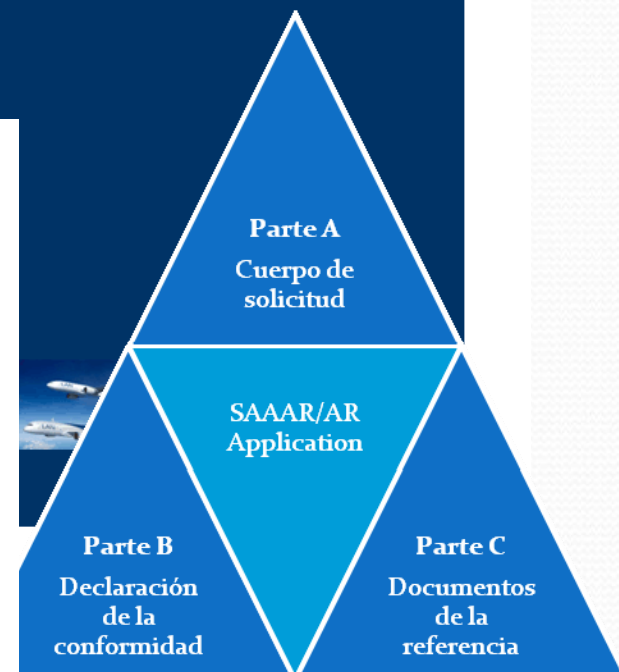 Parte A
Cuerpo de
solicitud
SAAAR/AR
Application
Parte B
Declaración
de la
conformidad
Parte C
Documentos
de la
referencia